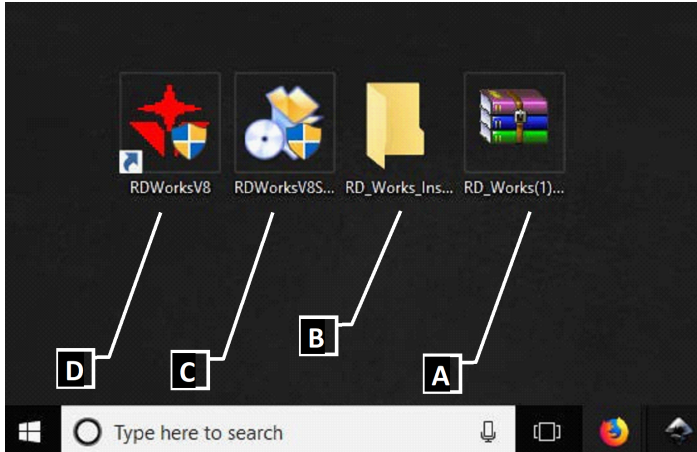 RDWorksV8 RDWorksV8S... RD_Works_Ins... RD_Works(1)...
D C B A
Type here to search